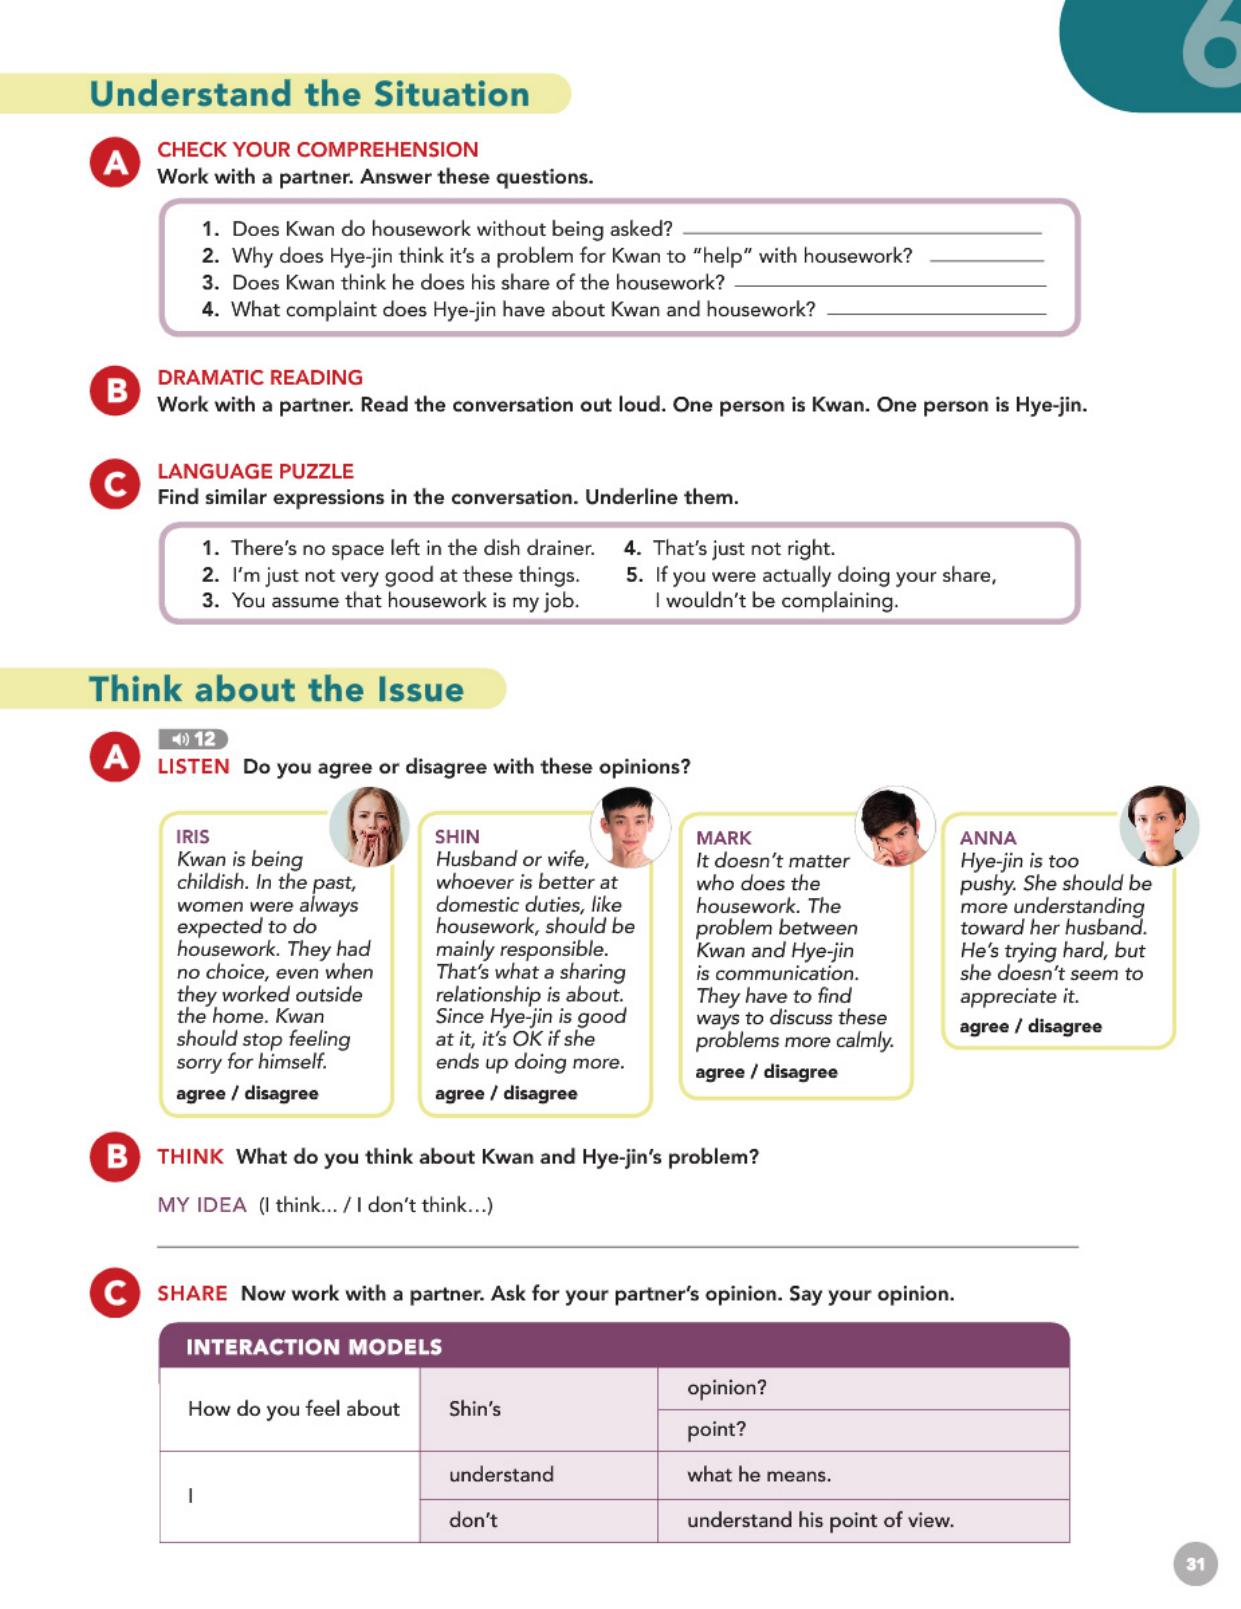 6
Understand the Situation
A
CHECK YOUR COMPREHENSION
Work with a partner. Answer these questions.
1. Does Kwan do housework without being asked?
2. Why does Hye-jin think it's a problem for Kwan to “help” with housework?
3. Does Kwan think he does his share of the housework?
4. What complaint does Hye-jin have about Kwan and housework?
B
DRAMATIC READING
Work with a partner. Read the conversation out loud. One person is Kwan. One person is Hye-jin.
C
LANGUAGE PUZZLE
Find similar expressions in the conversation. Underline them.
1. There's no space left in the dish drainer.
2. I'm just not very good at these things.
3. You assume that housework is my job.
4. That's just not right.
5. If you were actually doing your share,
I wouldn't be complaining.
Think about the Issue
A
12
LISTEN Do you agree or disagree with these opinions?
IRIS
Kwan is being
childish. In the past,
women were always
expected to do
housework. They had
no choice, even when
they worked outside
the home. Kwan
should stop feeling
sorry for himself.
agree / disagree
SHIN
Husband or wife,
whoever is better at
domestic duties, like
housework, should be
mainly responsible.
That's what a sharing
relationship is about.
Since Hye-jin is good
at it, it's OK if she
ends up doing more.
agree / disagree
MARK
It doesn't matter
who does the
housework. The
problem between
Kwan and Hye-jin
is communication.
They have to find
ways to discuss these
problems more calmly.
agree / disagree
ANNA
Hye-jin is too
pushy. She should be
more understanding
toward her husband.
He's trying hard, but
she doesn't seem to
appreciate it.
agree / disagree
B
THINK What do you think about Kwan and Hye-jin's problem?
MY IDEA (I think... / I don't think…)
C
SHARE Now work with a partner. Ask for your partner's opinion. Say your opinion.
INTERACTION MODELS
How do you feel about
Shin's
opinion?
point?
I
understand
what he means.
don't
understand his point of view.
31